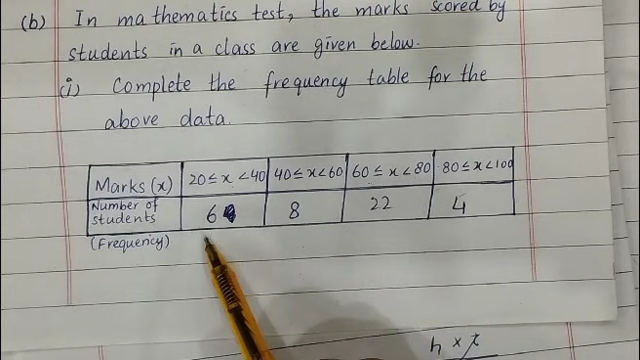 (b) In mathematics test, the marks scored by
students in a class are given below.
(i) Complete the frequency table for the
above data.
Marks (x) 20≤x<40 40≤x<60 60≤x<80 80≤x<100
Number of students 6 8 22 4
(Frequency)